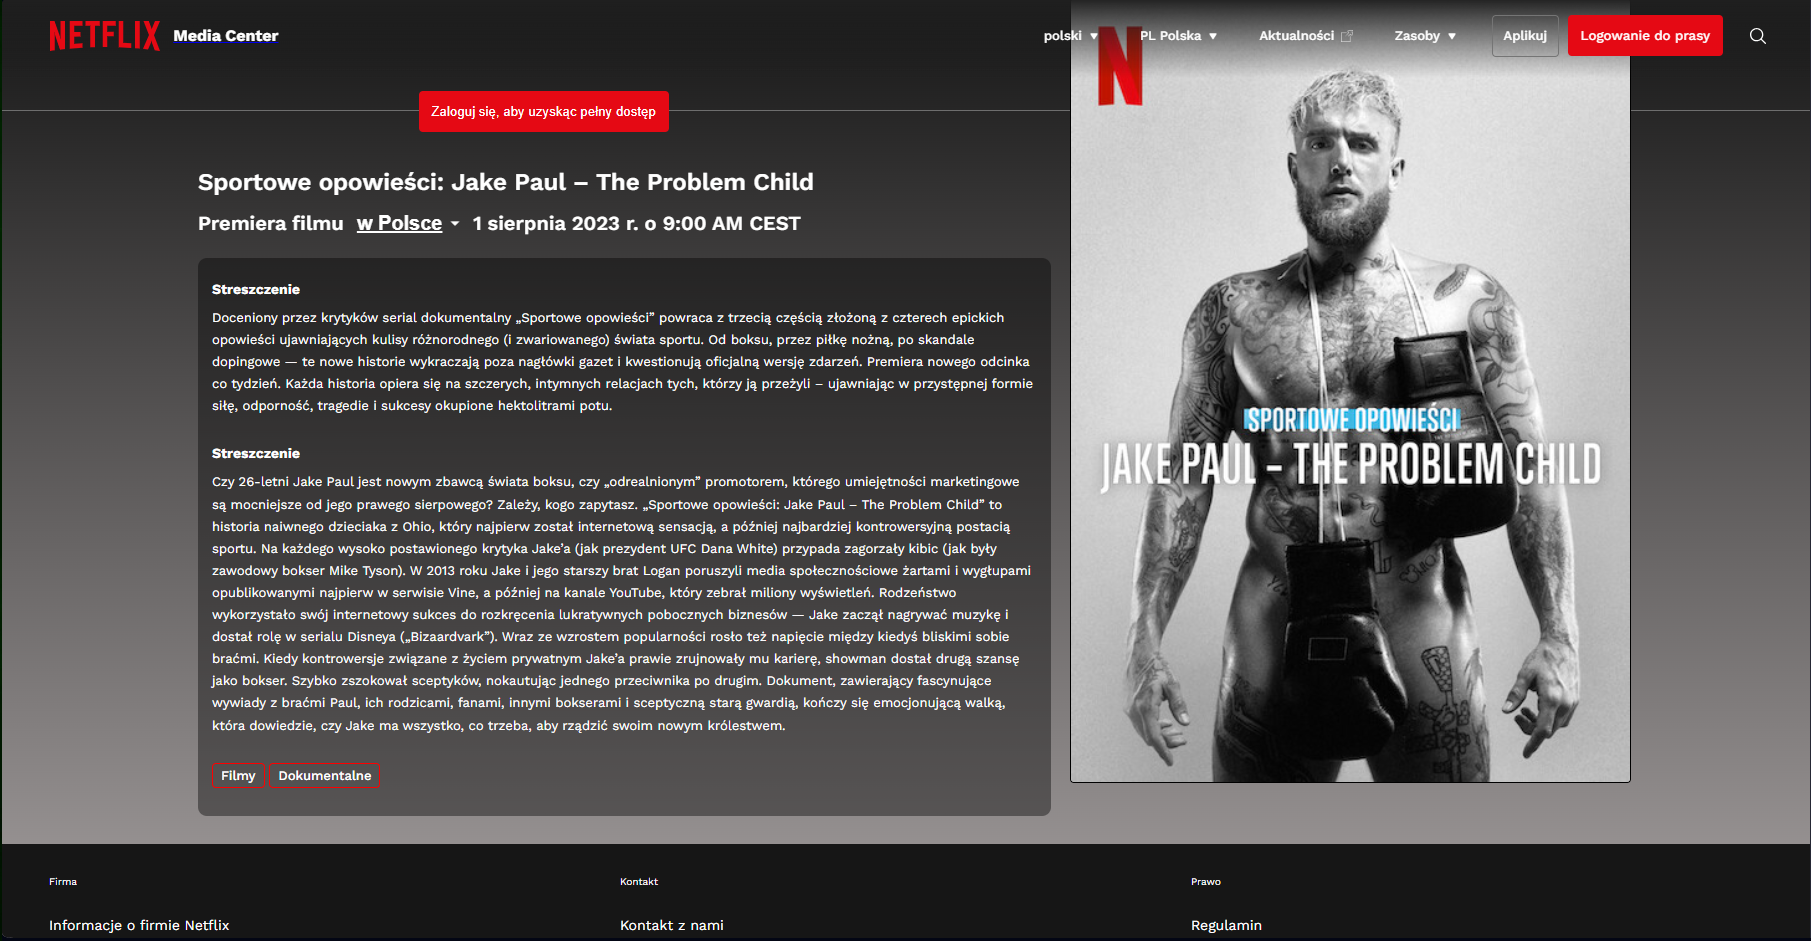 NETFLIX Media Center
polski ▼ PL Polska ▼ Aktualności Zasoby ▼ Aplikuj Logowanie do prasy
N
Zaloguj się, aby uzyskąc pełny dostęp
Sportowe opowieści: Jake Paul – The Problem Child
Premiera filmu w Polsce 1 sierpnia 2023 r. o 9:00 AM CEST
Streszczenie
Doceniony przez krytyków serial dokumentalny „Sportowe opowieści” powraca z trzecią częścią złożoną z czterech epickich
opowieści ujawniających kulisy różnorodnego (i zwariowanego) świata sportu. Od boksu, przez piłkę nożną, po skandale
dopingowe — te nowe historie wykraczają poza nagłówki gazet i kwestionują oficjalną wersję zdarzeń. Premiera nowego odcinka
co tydzień. Każda historia opiera się na szczerych, intymnych relacjach tych, którzy ją przeżyli – ujawniając w przystępnej formie
siłę, odporność, tragedie i sukcesy okupione hektolitrami potu.
Streszczenie
Czy 26-letni Jake Paul jest nowym zbawcą świata boksu, czy „odrealnionym” promotorem, którego umiejętności marketingowe
są mocniejsze od jego prawego sierpowego? Zależy, kogo zapytasz. „Sportowe opowieści: Jake Paul – The Problem Child” to
historia naiwnego dzieciaka z Ohio, który najpierw został internetową sensacją, a później najbardziej kontrowersyjną postacią
sportu. Na każdego wysoko postawionego krytyka Jake’a (jak prezydent UFC Dana White) przypada zagorzały kibic (jak były
zawodowy bokser Mike Tyson). W 2013 roku Jake i jego starszy brat Logan poruszyli media społecznościowe żartami i wygłupami
opublikowanymi najpierw w serwisie Vine, a później na kanale YouTube, który zebrał miliony wyświetleń. Rodzeństwo
wykorzystało swój internetowy sukces do rozkręcenia lukratywnych pobocznych biznesów — Jake zaczął nagrywać muzykę i
dostał rolę w serialu Disneya („Bizaardvark”). Wraz ze wzrostem popularności rosło też napięcie między kiedyś bliskimi sobie
braćmi. Kiedy kontrowersje związane z życiem prywatnym Jake’a prawie zrujnowały mu karierę, showman dostał drugą szansę
jako bokser. Szybko zszokował sceptyków, nokautując jednego przeciwnika po drugim. Dokument, zawierający fascynujące
wywiady z braćmi Paul, ich rodzicami, fanami, innymi bokserami i sceptyczną starą gwardią, kończy się emocjonującą walką,
która dowiedzie, czy Jake ma wszystko, co trzeba, aby rządzić swoim nowym królestwem.
Filmy Dokumentalne
SPORTOWE OPOWIEŚCI
JAKE PAUL – THE PROBLEM CHILD
Firma Kontakt Prawo
Informacje o firmie Netflix Kontakt z nami Regulamin